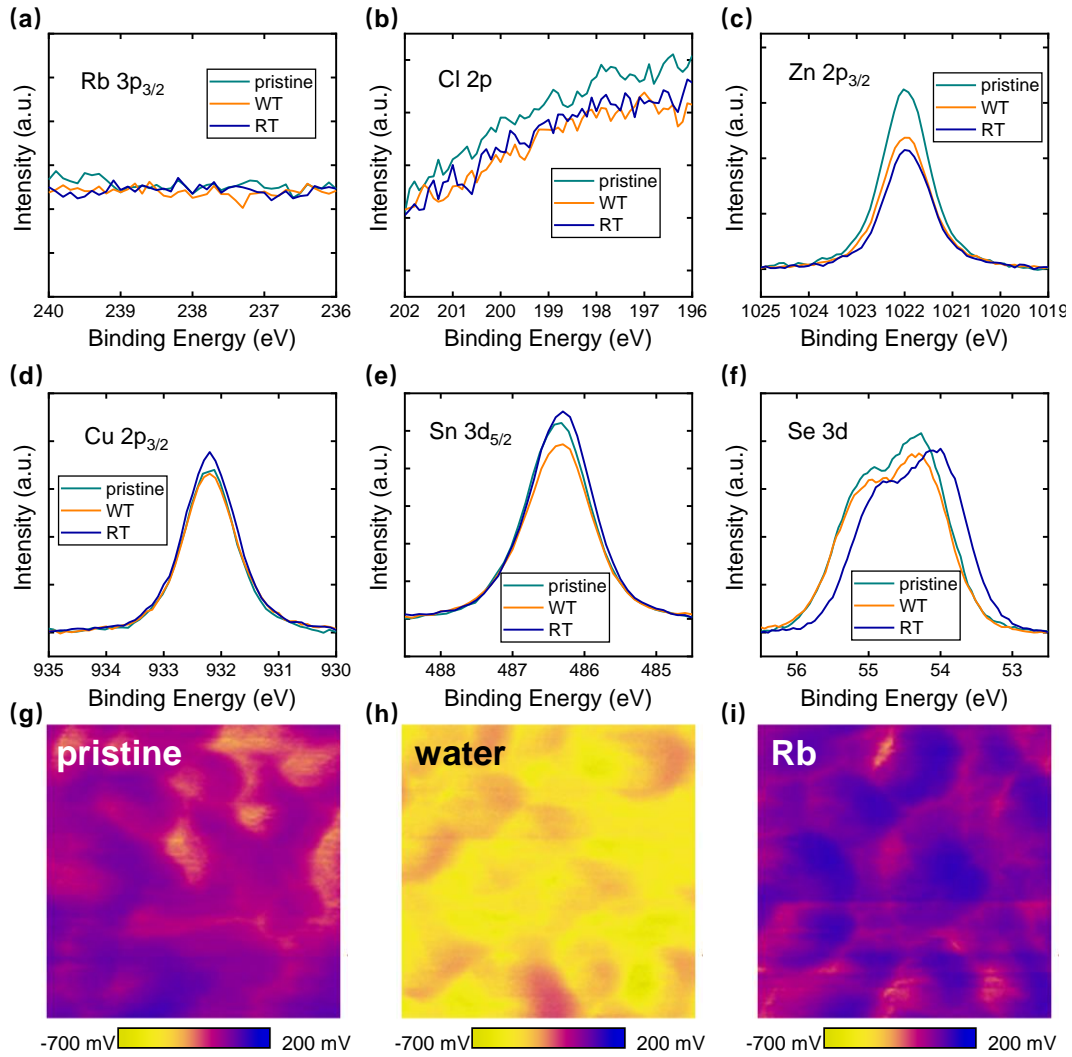 (a)
Rb 3p3/2
pristine
WT
RT
Intensity (a.u.)
240 239 238 237 236
Binding Energy (eV)
(b)
Cl 2p
pristine
WT
RT
Intensity (a.u.)
202 201 200 199 198 197 196
Binding Energy (eV)
(c)
Zn 2p3/2
pristine
WT
RT
Intensity (a.u.)
1025 1024 1023 1022 1021 1020 1019
Binding Energy (eV)
(d)
Cu 2p3/2
pristine
WT
RT
Intensity (a.u.)
935 934 933 932 931 930
Binding Energy (eV)
(e)
Sn 3d5/2
pristine
WT
RT
Intensity (a.u.)
488 487 486 485
Binding Energy (eV)
(f)
Se 3d
pristine
WT
RT
Intensity (a.u.)
56 55 54 53
Binding Energy (eV)
(g)
pristine
-700 mV 200 mV
(h)
water
-700 mV 200 mV
(i)
Rb
-700 mV 200 mV